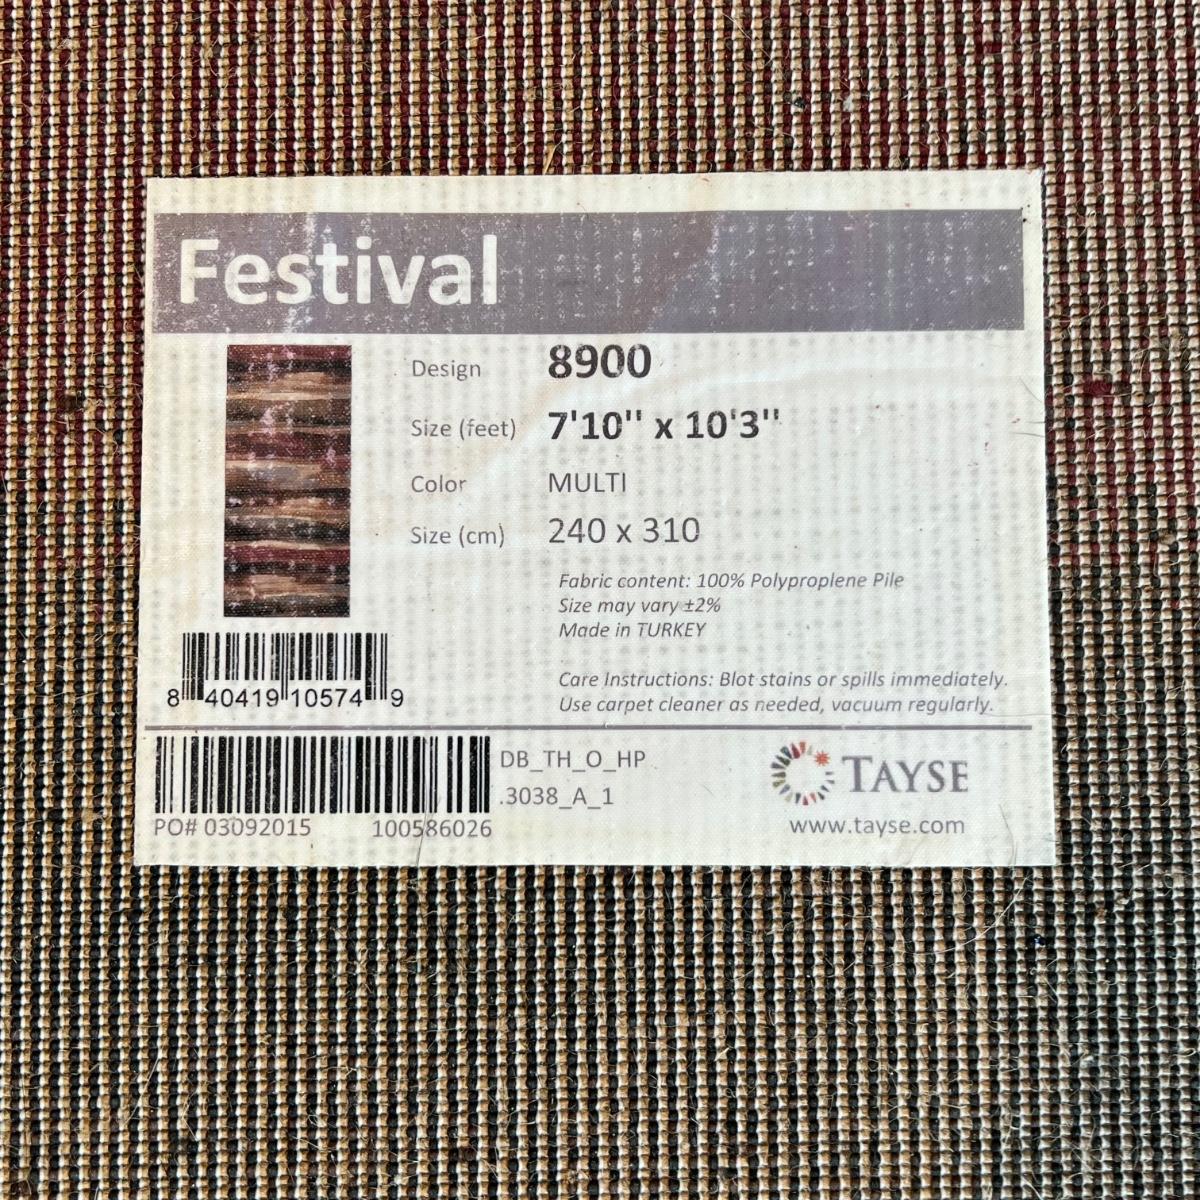 Festival
Design 8900
Size (feet) 7'10'' x 10'3''
Color MULTI
Size (cm) 240 x 310
Fabric content: 100% Polyproplene Pile
Size may vary ±2%
Made in TURKEY
Care Instructions: Blot stains or spills immediately.
Use carpet cleaner as needed, vacuum regularly.
8 40419 10574 9
DB_TH_O_HP
.3038_A_1
PO# 03092015 100586026
TAYSE
www.tayse.com